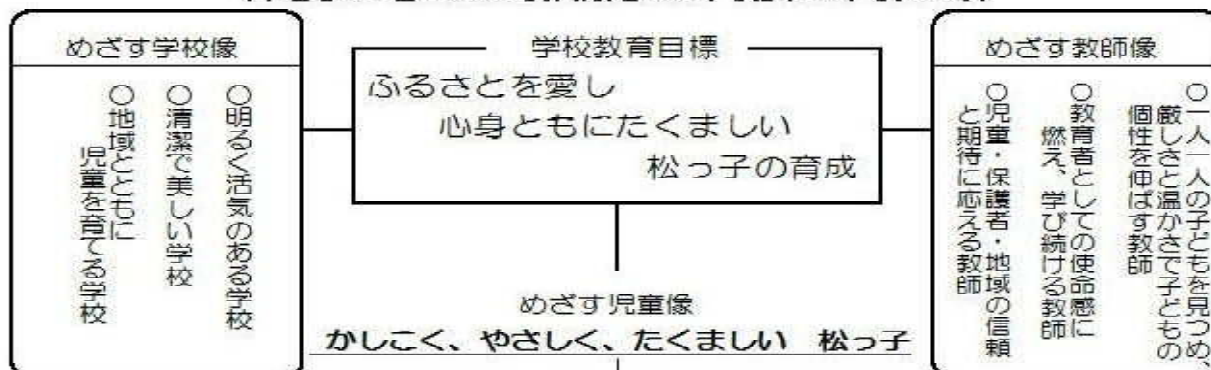 めざす学校像
○明るく活気のある学校
○清潔で美しい学校
○地域とともに
児童を育てる学校
学校教育目標
ふるさとを愛し
心身ともにたくましい
松っ子の育成
めざす児童像
かしこく、やさしく、たくましい　松っ子
めざす教師像
○一人一人の子どもを見つめ、
厳しさと温かさで子どもの
個性を伸ばす教師
○教育者としての使命感に
燃え、学び続ける教師
○児童・保護者・地域の信頼
と期待に応える教師